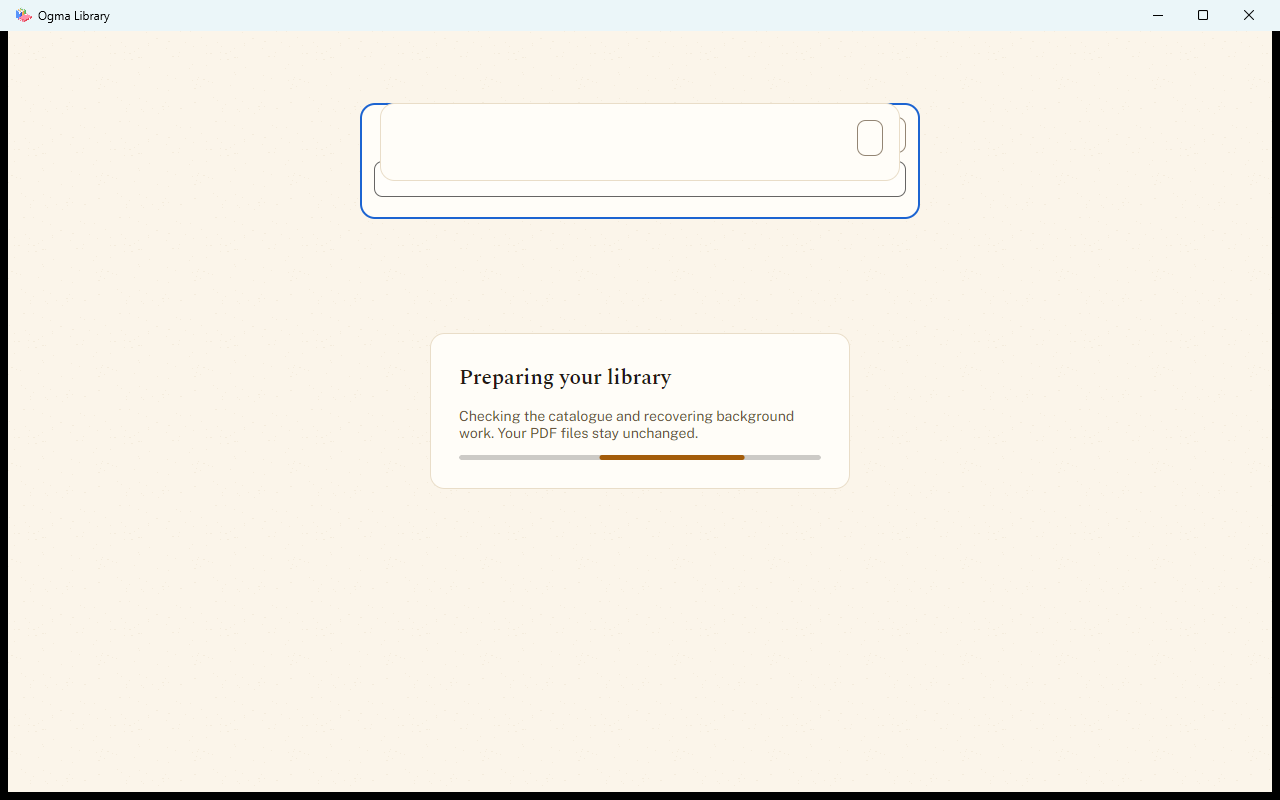 Ogma Library
Preparing your library
Checking the catalogue and recovering background
work. Your PDF files stay unchanged.